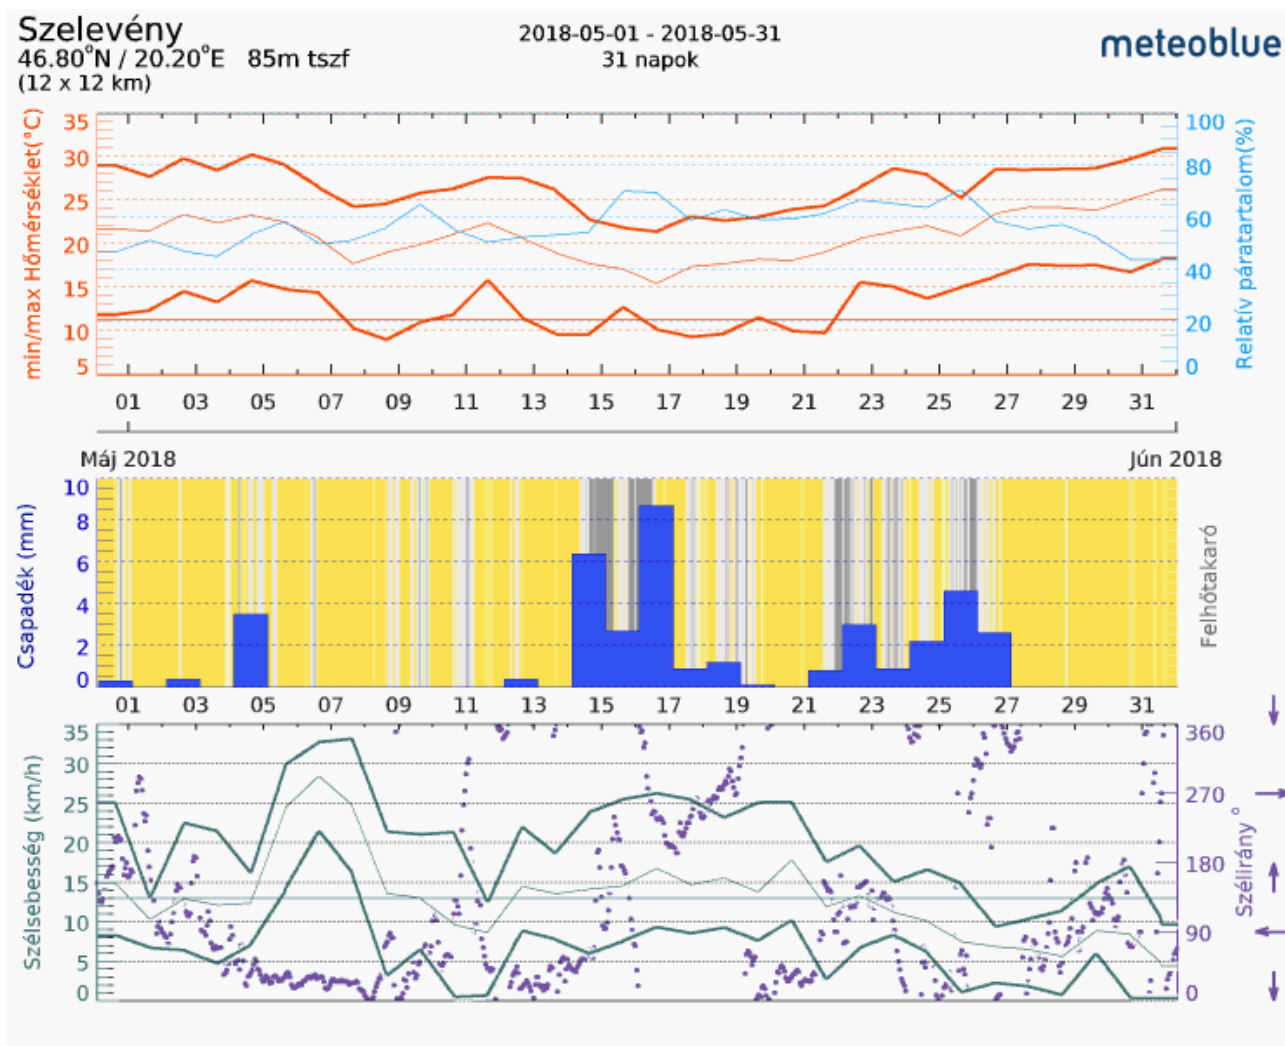 Szelevény
46.80°N / 20.20°E 85m tszf
(12 x 12 km)
2018-05-01 - 2018-05-31
31 napok
meteoblue
min/max Hőmérséklet(°C)
35
30
25
20
15
10
5
Relatív páratartalom(%)
100
80
60
40
20
0
01 03 05 07 09 11 13 15 17 19 21 23 25 27 29 31
Máj 2018 Jún 2018
Csapadék (mm)
10
8
6
4
2
0
Felhőtakaró
01 03 05 07 09 11 13 15 17 19 21 23 25 27 29 31
Szélsebesség (km/h)
35
30
25
20
15
10
5
0
360
270
180
90
0
Szélirány °